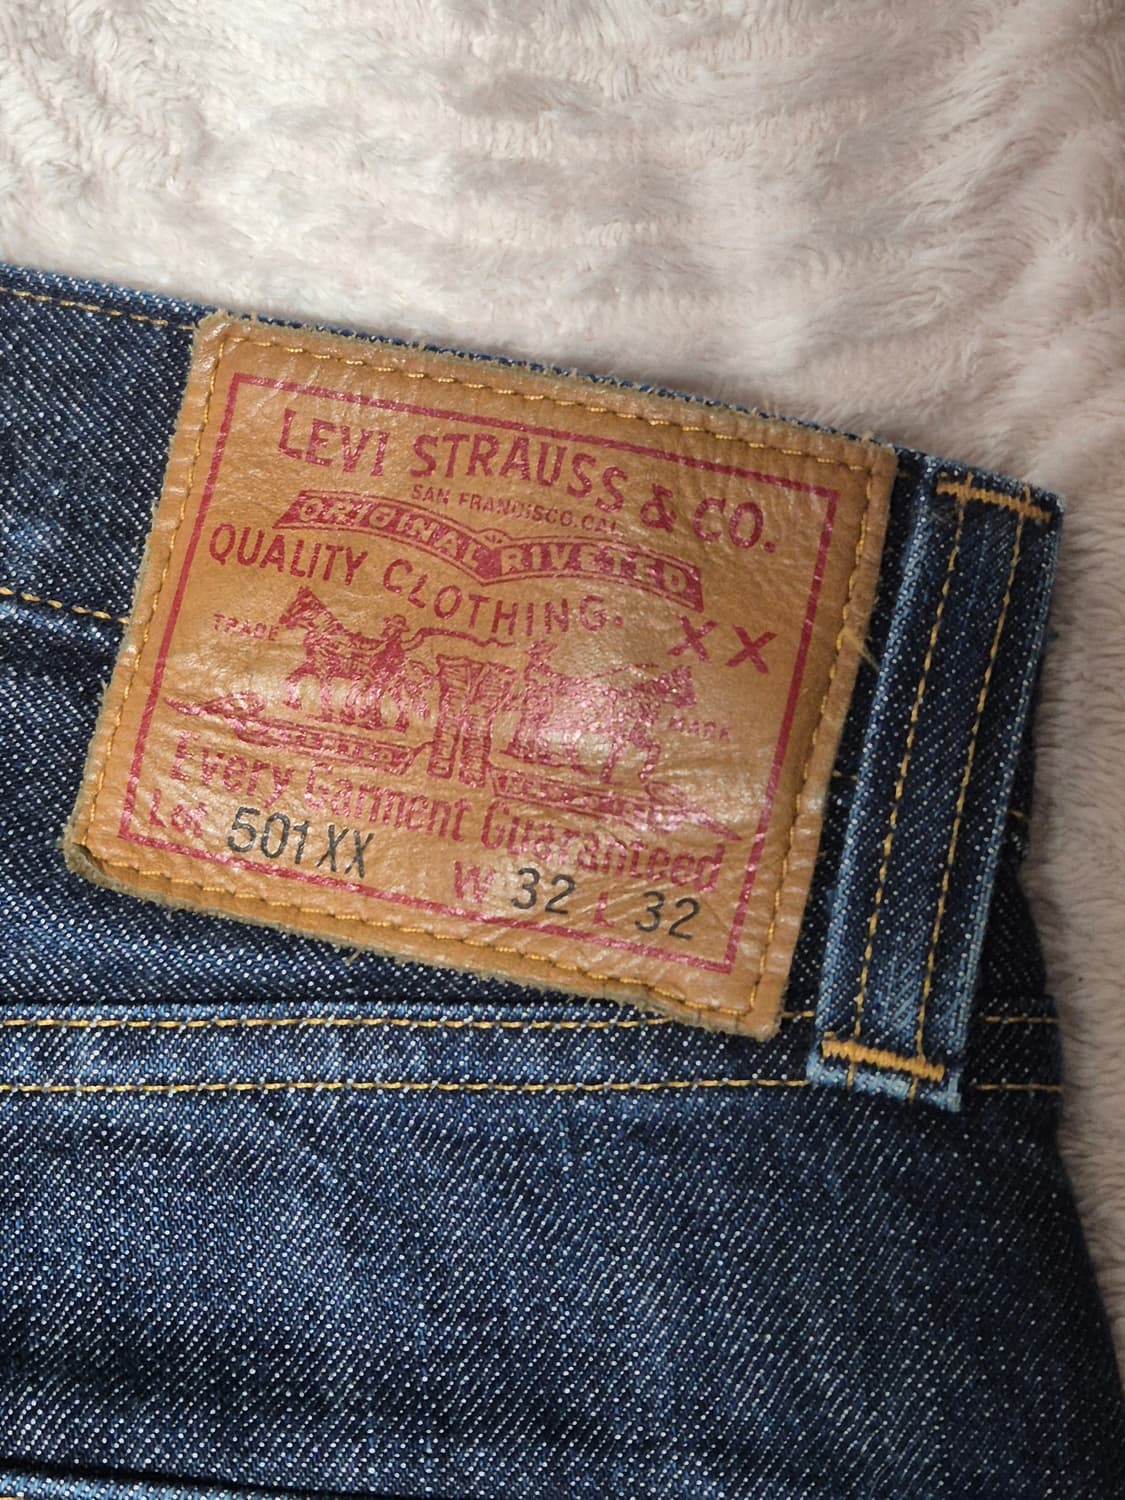 LEVI STRAUSS & CO.
SAN FRANCISCO, CAL.
ORIGINAL RIVETED
QUALITY CLOTHING.
XX
TRADE MARK
Every Garment Guaranteed
Lot 501XX
W 32 L 32